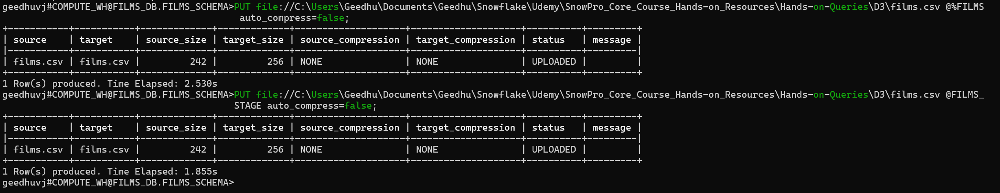 geedhuvj#COMPUTE_WH@FILMS_DB.FILMS_SCHEMA>PUT file://C:\Users\Geedhu\Documents\Geedhu\Snowflake\Udemy\SnowPro_Core_Course_Hands-on_Resources\Hands-on-Queries\D3\films.csv @%FILMS
auto_compress=false;
+-----------+-----------+-------------+-------------+--------------------+--------------------+----------+---------+
| source    | target    | source_size | target_size | source_compression | target_compression | status   | message |
|-----------+-----------+-------------+-------------+--------------------+--------------------+----------+---------|
| films.csv | films.csv |         242 |         256 | NONE               | NONE               | UPLOADED |         |
+-----------+-----------+-------------+-------------+--------------------+--------------------+----------+---------+
1 Row(s) produced. Time Elapsed: 2.530s
geedhuvj#COMPUTE_WH@FILMS_DB.FILMS_SCHEMA>PUT file://C:\Users\Geedhu\Documents\Geedhu\Snowflake\Udemy\SnowPro_Core_Course_Hands-on_Resources\Hands-on-Queries\D3\films.csv @FILMS_
STAGE auto_compress=false;
+-----------+-----------+-------------+-------------+--------------------+--------------------+----------+---------+
| source    | target    | source_size | target_size | source_compression | target_compression | status   | message |
|-----------+-----------+-------------+-------------+--------------------+--------------------+----------+---------|
| films.csv | films.csv |         242 |         256 | NONE               | NONE               | UPLOADED |         |
+-----------+-----------+-------------+-------------+--------------------+--------------------+----------+---------+
1 Row(s) produced. Time Elapsed: 1.855s
geedhuvj#COMPUTE_WH@FILMS_DB.FILMS_SCHEMA>